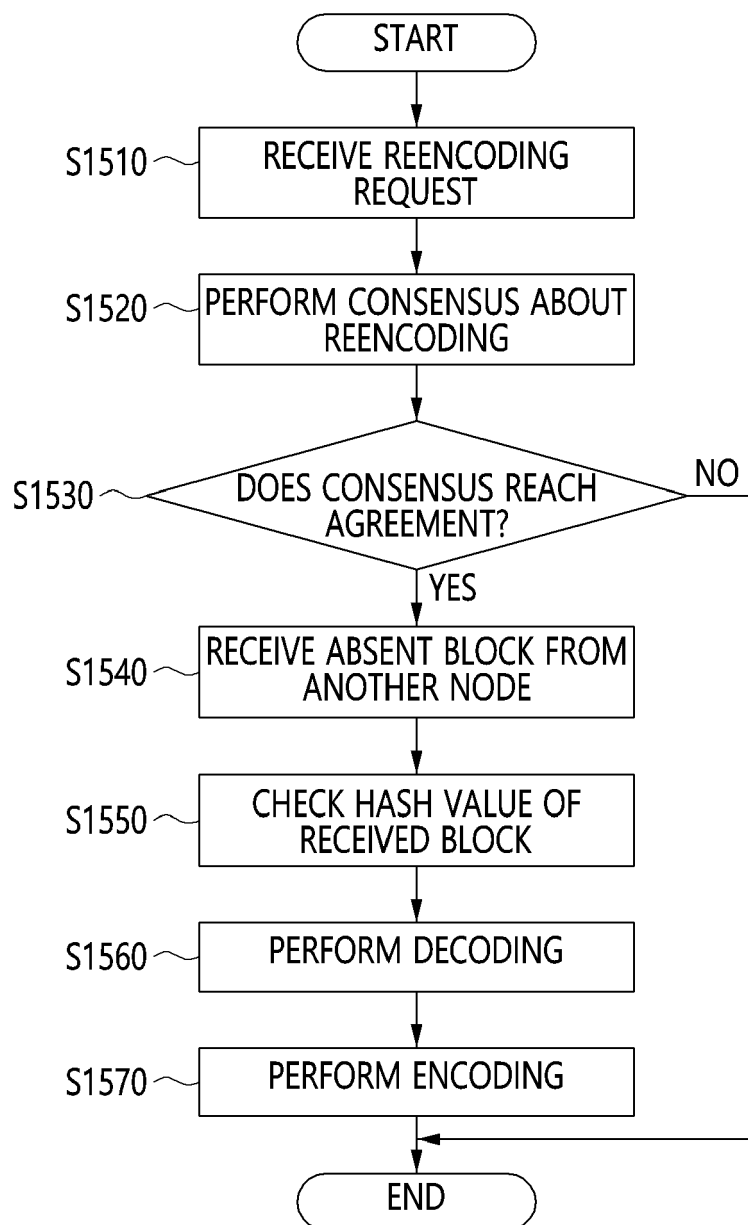 START
S1510
RECEIVE REENCODING
REQUEST
S1520
PERFORM CONSENSUS ABOUT
REENCODING
S1530
DOES CONSENSUS REACH
AGREEMENT?
NO
YES
S1540
RECEIVE ABSENT BLOCK FROM
ANOTHER NODE
S1550
CHECK HASH VALUE OF
RECEIVED BLOCK
S1560
PERFORM DECODING
S1570
PERFORM ENCODING
END